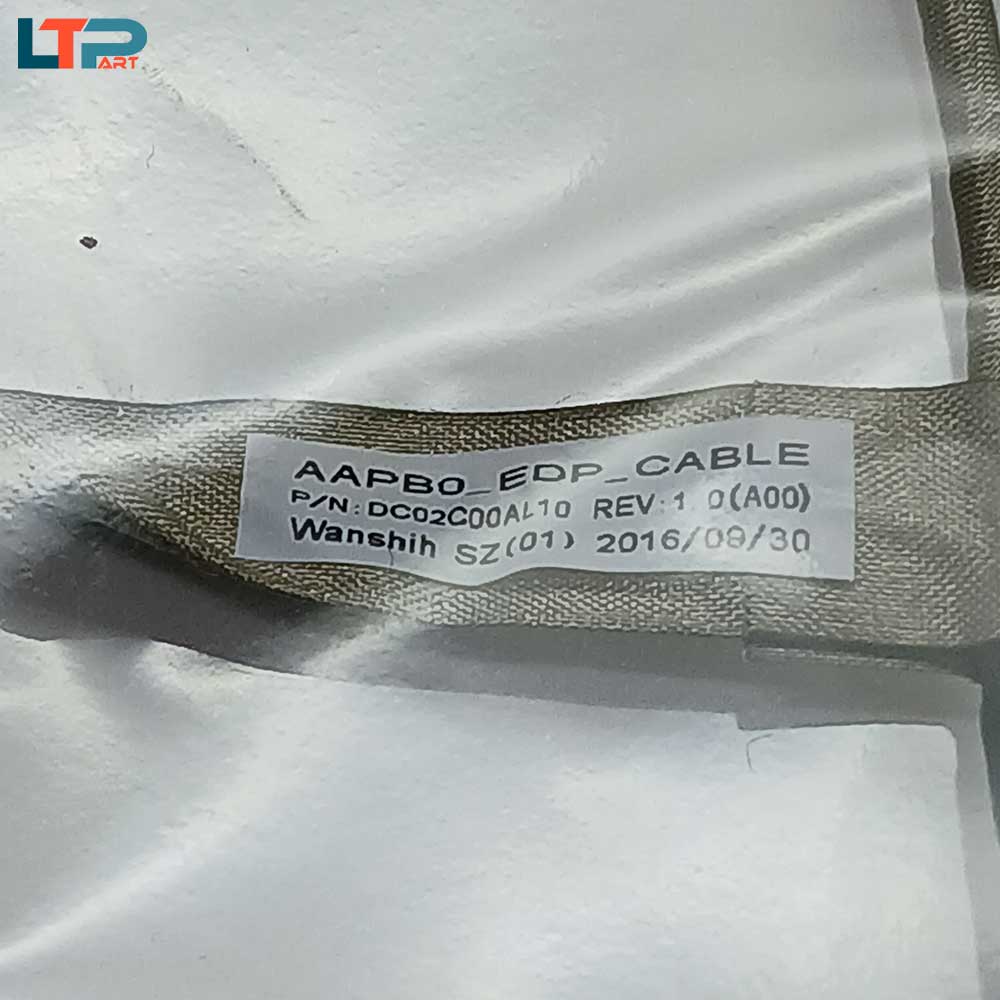 LTPART
AAPB0_EDP_CABLE
P/N:DC02C00AL10 REV:1.0(A00)
Wanshih SZ(01) 2016/09/30